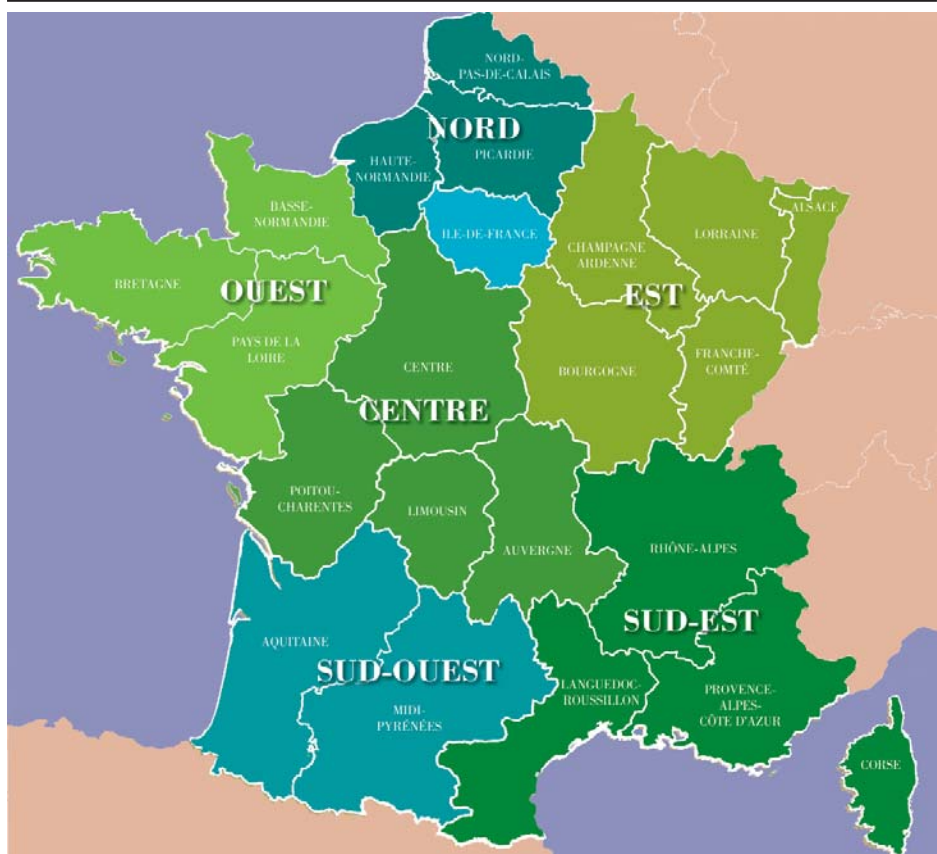 NORD-
PAS-DE-CALAIS
NORD
PICARDIE
HAUTE-
NORMANDIE
BASSE-
NORMANDIE
ILE-DE-FRANCE
CHAMPAGNE
ARDENNE
LORRAINE
ALSACE
BRETAGNE
OUEST
EST
PAYS DE LA
LOIRE
CENTRE
BOURGOGNE
FRANCHE-
COMTÉ
CENTRE
POITOU-
CHARENTES
LIMOUSIN
AUVERGNE
RHÔNE-ALPES
SUD-EST
AQUITAINE
SUD-OUEST
MIDI-
PYRÉNÉES
LANGUEDOC-
ROUSSILLON
PROVENCE-
ALPES-
CÔTE D'AZUR
CORSE